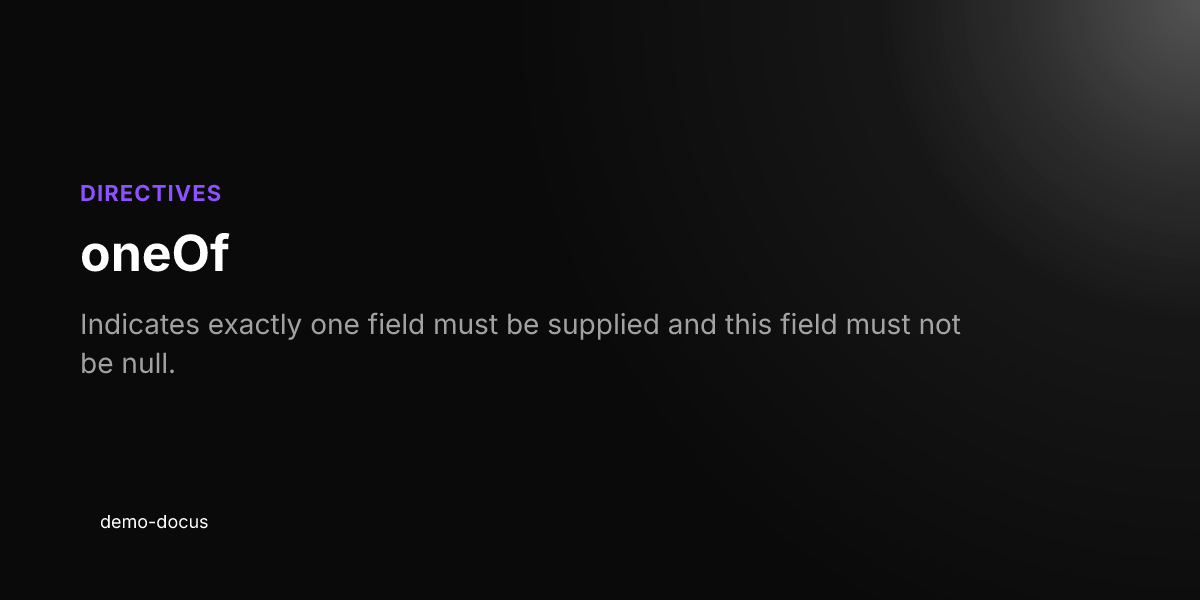 DIRECTIVES
oneOf
Indicates exactly one field must be supplied and this field must not
be null.
demo-docus